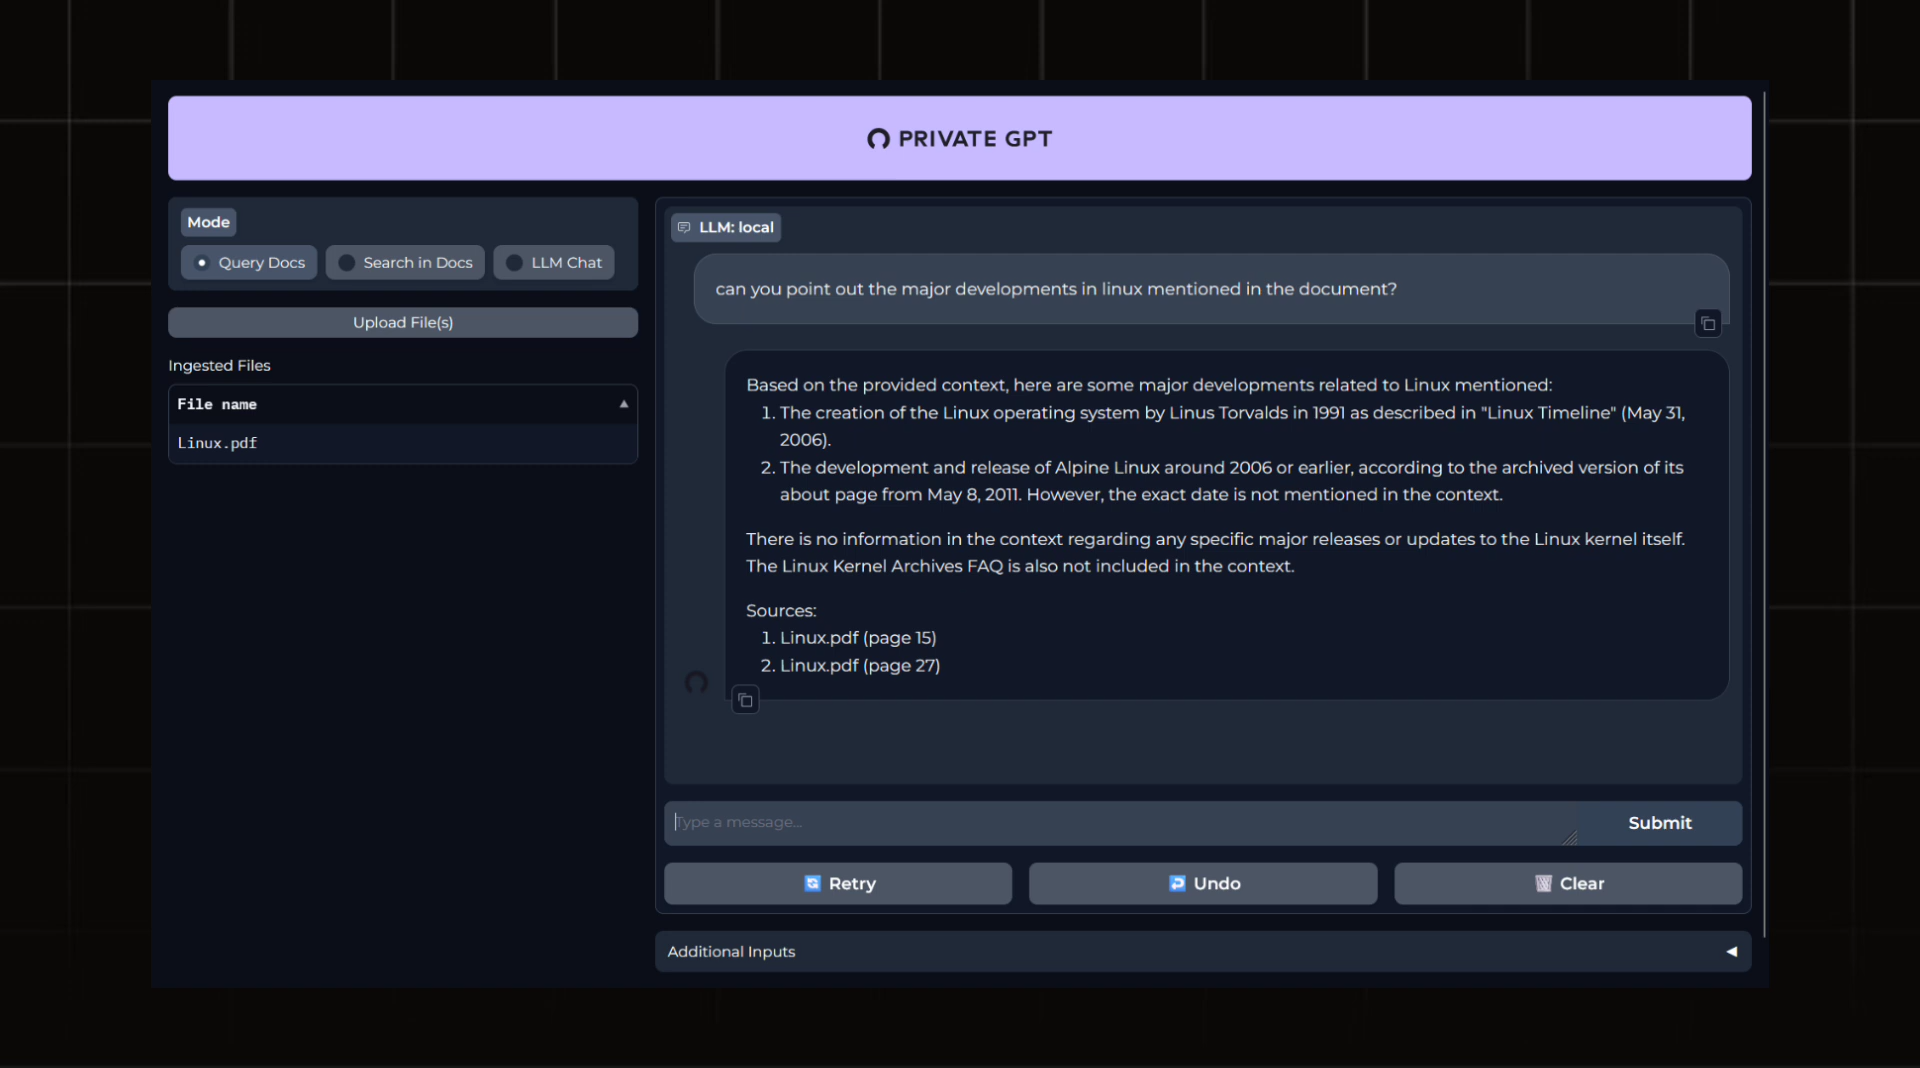 PRIVATE GPT
Mode
Query Docs
Search in Docs
LLM Chat
Upload File(s)
Ingested Files
File name
Linux.pdf
LLM: local
can you point out the major developments in linux mentioned in the document?
Based on the provided context, here are some major developments related to Linux mentioned:
1. The creation of the Linux operating system by Linus Torvalds in 1991 as described in "Linux Timeline" (May 31,
2006).
2. The development and release of Alpine Linux around 2006 or earlier, according to the archived version of its
about page from May 8, 2011. However, the exact date is not mentioned in the context.
There is no information in the context regarding any specific major releases or updates to the Linux kernel itself.
The Linux Kernel Archives FAQ is also not included in the context.
Sources:
1. Linux.pdf (page 15)
2. Linux.pdf (page 27)
Type a message...
Submit
Retry
Undo
Clear
Additional Inputs